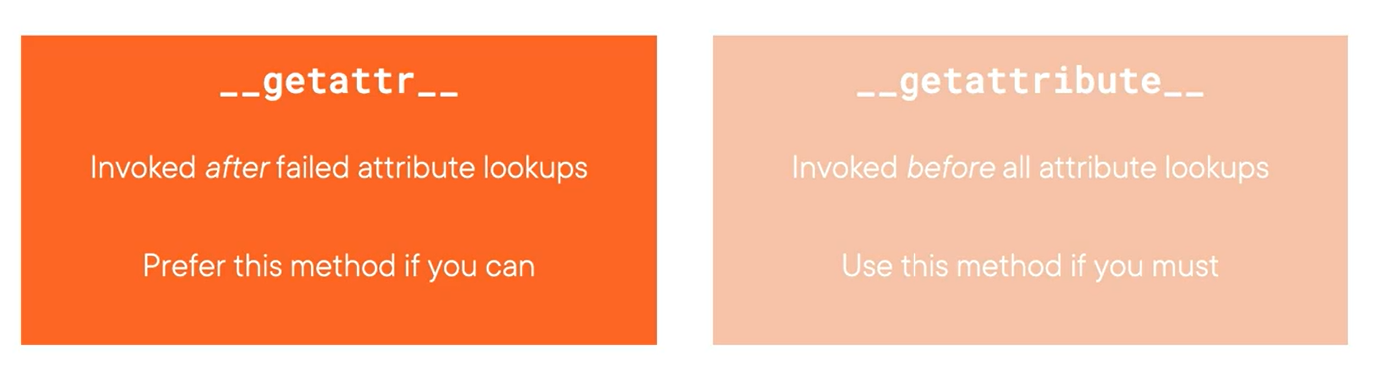 __getattr__
Invoked after failed attribute lookups
Prefer this method if you can
__getattribute__
Invoked before all attribute lookups
Use this method if you must